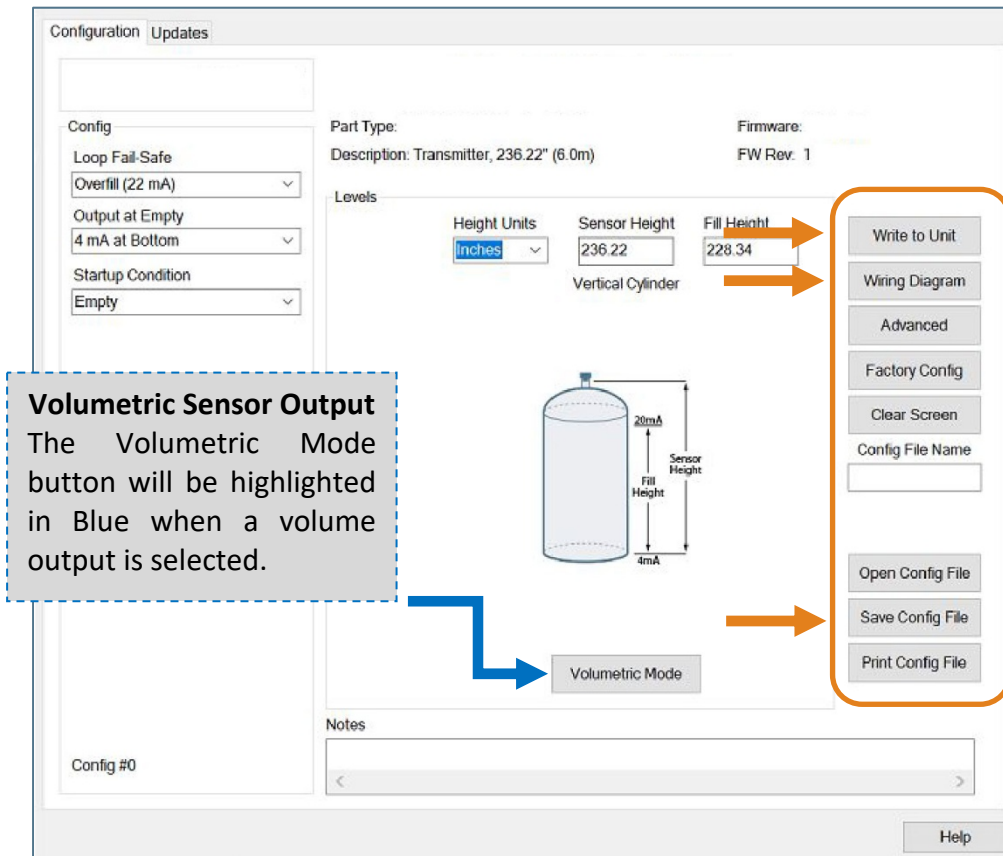 Configuration Updates
Config
Loop Fail-Safe
Overfill (22 mA)
Output at Empty
4 mA at Bottom
Startup Condition
Empty
Config #0
Part Type:
Description: Transmitter, 236.22" (6.0m)
Firmware:
FW Rev: 1
Levels
Height Units
Inches
Sensor Height
236.22
Fill Height
228.34
Vertical Cylinder
20mA
Sensor
Height
Fill
Height
4mA
Volumetric Mode
Volumetric Sensor Output
The Volumetric Mode
button will be highlighted
in Blue when a volume
output is selected.
Write to Unit
Wiring Diagram
Advanced
Factory Config
Clear Screen
Config File Name
Open Config File
Save Config File
Print Config File
Notes
Help